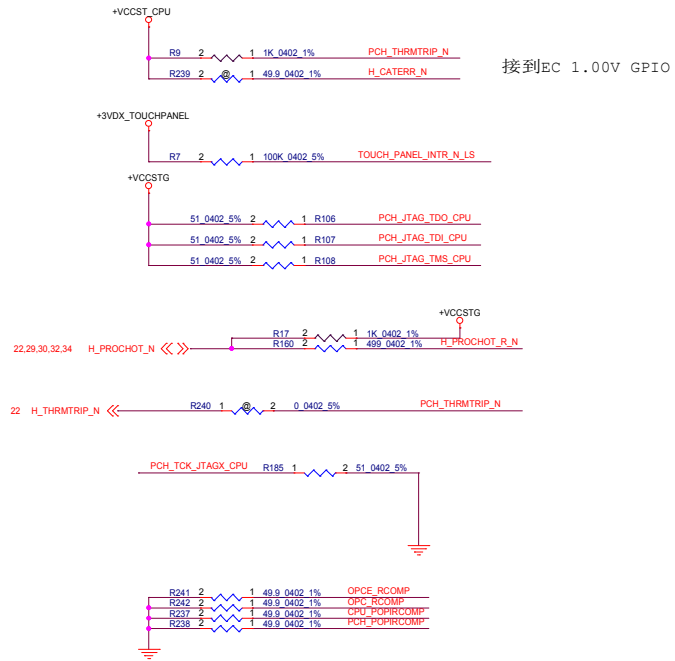 +VCCST_CPU
R9 2 1 1K_0402_1% PCH_THRMTRIP_N
R239 2 @ 1 49.9_0402_1% H_CATERR_N
接到EC 1.00V GPIO
+3VDX_TOUCHPANEL
R7 2 1 100K_0402_5% TOUCH_PANEL_INTR_N_LS
+VCCSTG
51_0402_5% 2 1 R106 PCH_JTAG_TDO_CPU
51_0402_5% 2 1 R107 PCH_JTAG_TDI_CPU
51_0402_5% 2 1 R108 PCH_JTAG_TMS_CPU
+VCCSTG
R17 2 1 1K_0402_1%
22,29,30,32,34 H_PROCHOT_N R160 2 1 499_0402_1% H_PROCHOT_R_N
22 H_THRMTRIP_N R240 1 @ 2 0_0402_5% PCH_THRMTRIP_N
PCH_TCK_JTAGX_CPU R185 1 2 51_0402_5%
R241 2 1 49.9_0402_1% OPCE_RCOMP
R242 2 1 49.9_0402_1% OPC_RCOMP
R237 2 1 49.9_0402_1% CPU_POPIRCOMP
R238 2 1 49.9_0402_1% PCH_POPIRCOMP